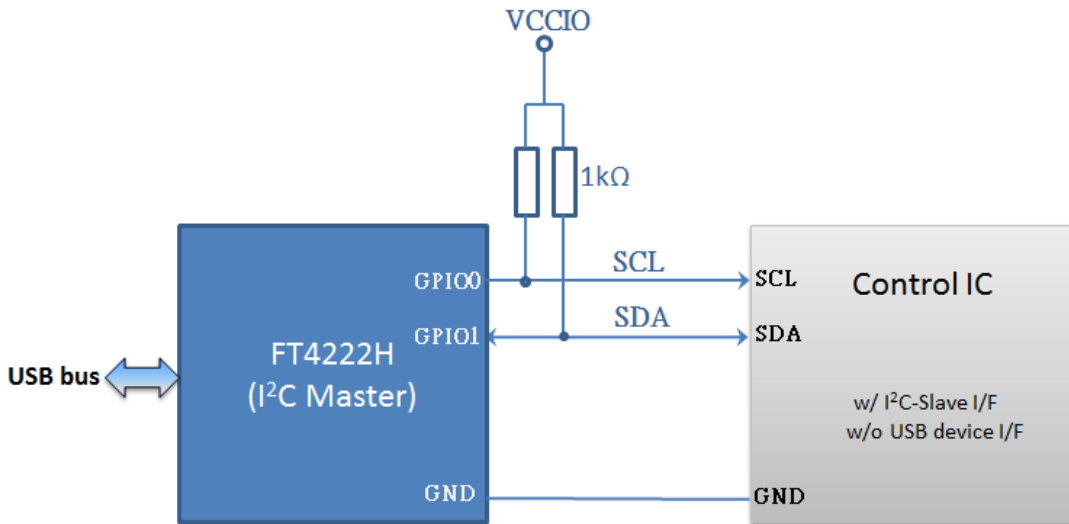 VCCIO
1kΩ
SCL
GPIO0
SCL
Control IC
SDA
GPIO1
SDA
FT4222H
(I²C Master)
USB bus
w/ I²C-Slave I/F
w/o USB device I/F
GND
GND